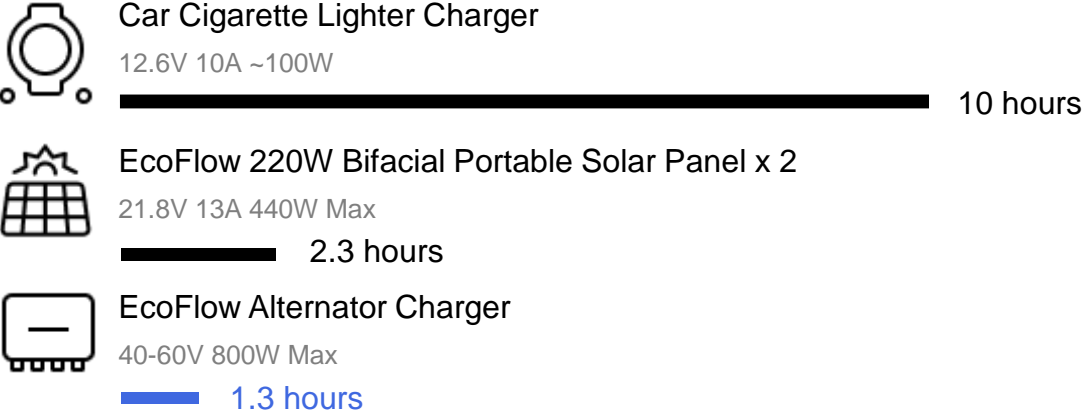 Car Cigarette Lighter Charger
12.6V 10A ~100W
10 hours
EcoFlow 220W Bifacial Portable Solar Panel x 2
21.8V 13A 440W Max
2.3 hours
EcoFlow Alternator Charger
40-60V 800W Max
1.3 hours